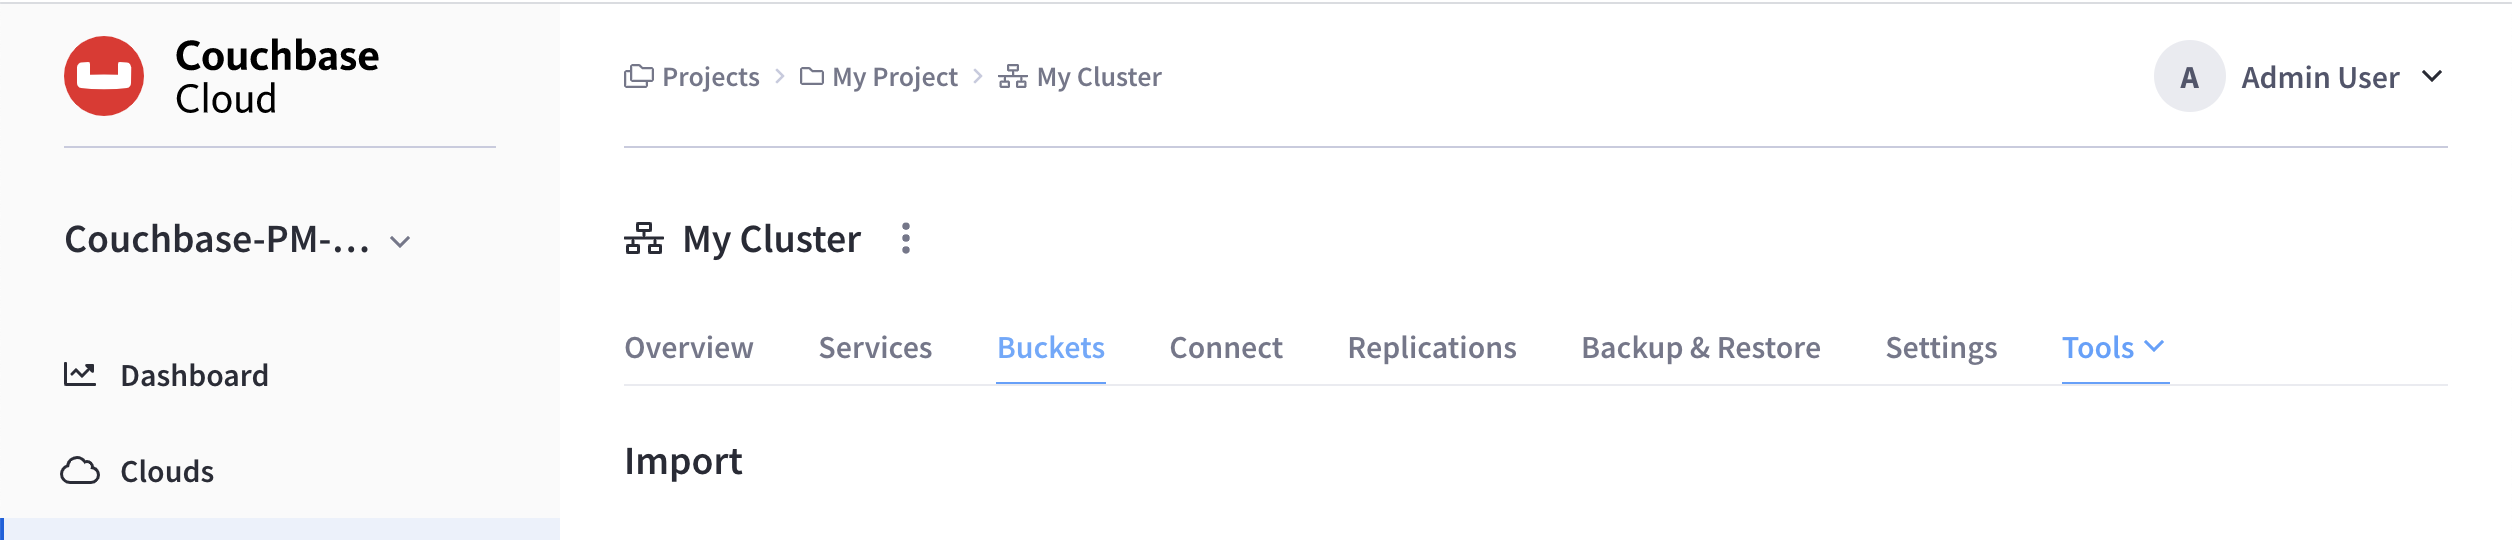 Couchbase
Cloud
Projects My Project My Cluster
A Admin User
Couchbase-PM-...
My Cluster
Overview Services Buckets Connect Replications Backup & Restore Settings Tools
Dashboard
Import
Clouds